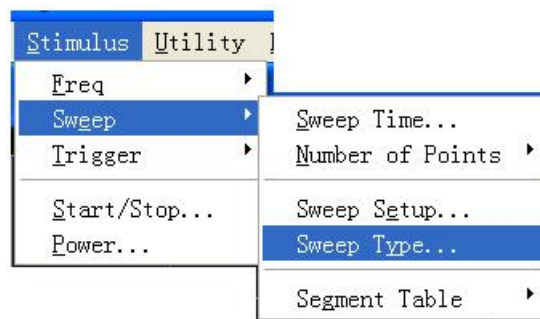 Stimulus Utility
Freq
Sweep
Trigger
Start/Stop...
Power...
Sweep Time...
Number of Points
Sweep Setup...
Sweep Type...
Segment Table